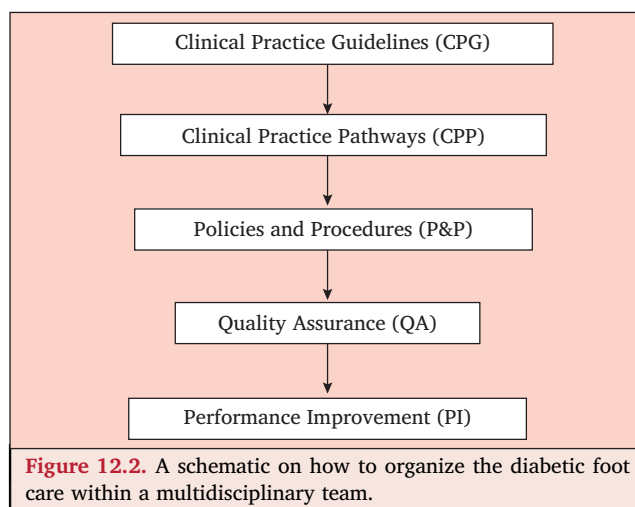 Clinical Practice Guidelines (CPG)
Clinical Practice Pathways (CPP)
Policies and Procedures (P&P)
Quality Assurance (QA)
Performance Improvement (PI)
Figure 12.2. A schematic on how to organize the diabetic foot
care within a multidisciplinary team.